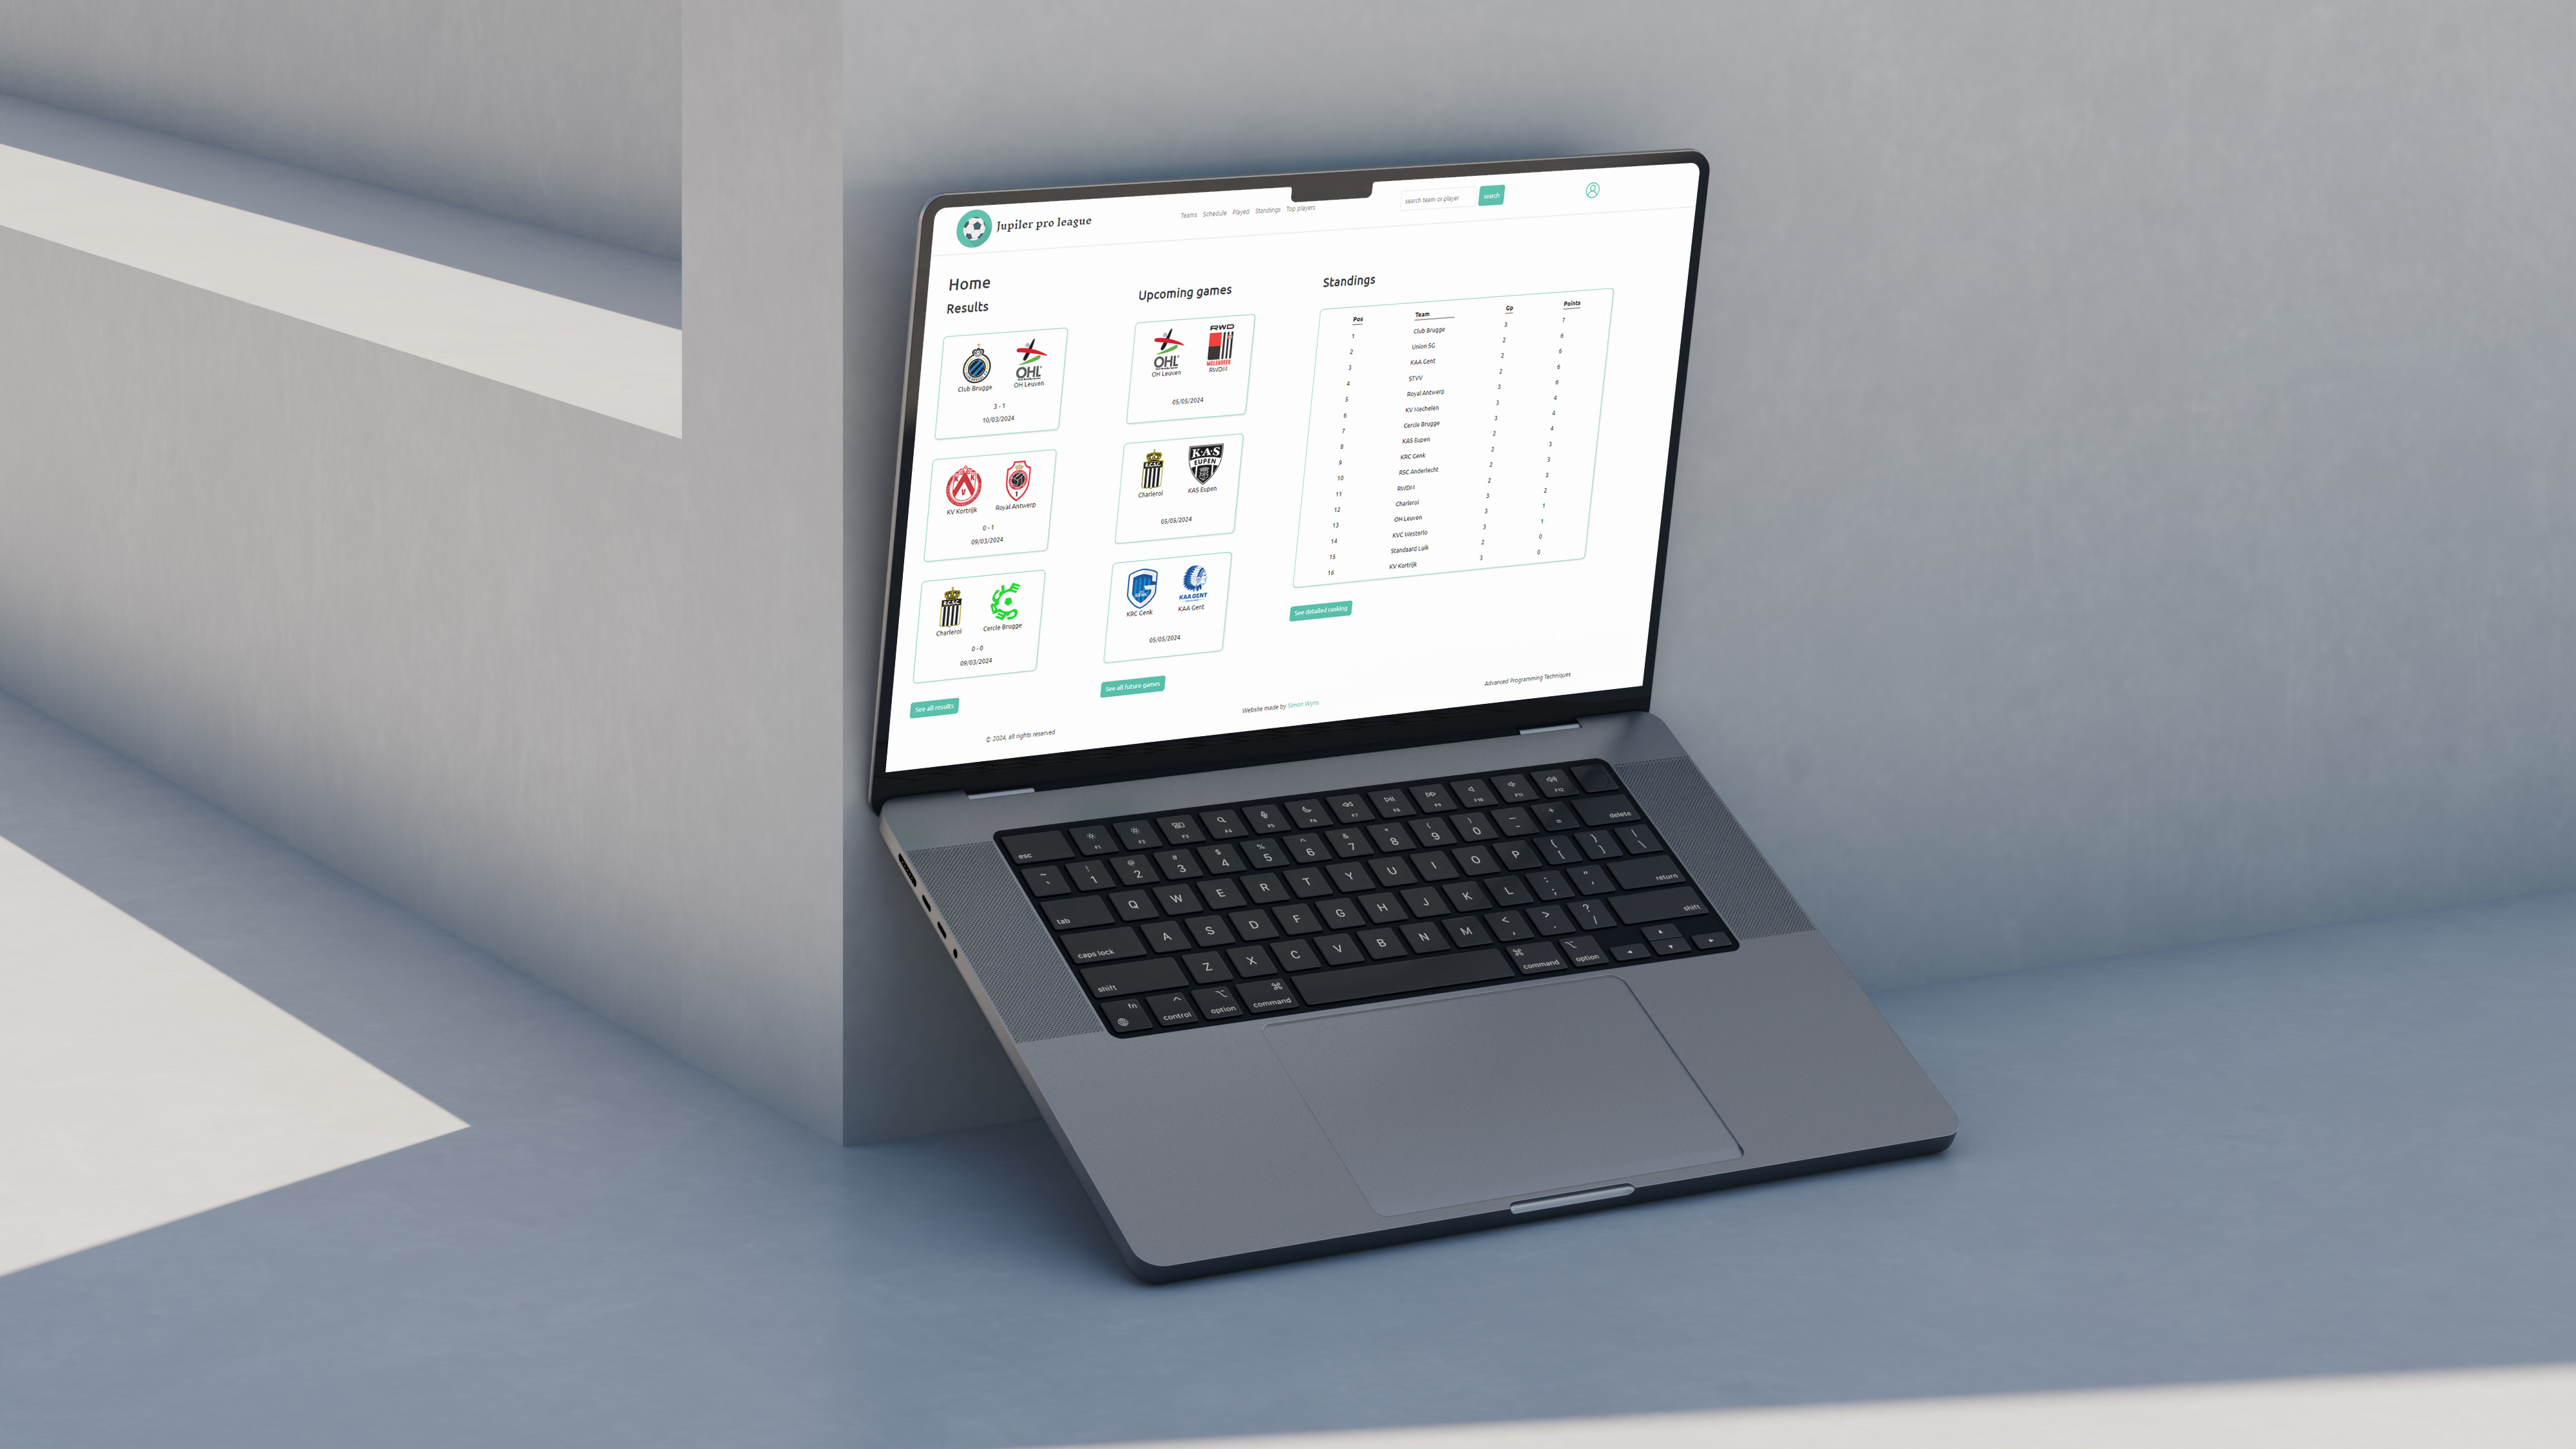 Jupiler pro league
Teams Schedule Played Standings Top players
search team or player
search
Home
Results
Club Brugge
OHL
OH Leuven
3 - 1
10/03/2024
K K V
KV Kortrijk
1
Royal Antwerp
0 - 1
09/03/2024
R.C.S.C.
Charleroi
Cercle Brugge
0 - 0
09/03/2024
See all results
Upcoming games
OHL
OH Leuven
RWD
MOLENBEEK
RWDM
05/05/2024
R.C.S.C.
Charleroi
K·A·S
EUPEN
KAS Eupen
05/05/2024
GENK
KRC Genk
KAA GENT
KAA Gent
05/05/2024
See all future games
Standings
Pos Team Gp Points
1 Club Brugge 3 7
2 Union SG 2 6
3 KAA Gent 2 6
4 STVV 2 6
5 Royal Antwerp 3 6
6 KV Mechelen 3 4
7 Cercle Brugge 3 4
8 KAS Eupen 2 4
9 KRC Genk 2 3
10 RSC Anderlecht 2 3
11 RWDM 2 3
12 Charleroi 3 2
13 OH Leuven 3 1
14 KVC Westerlo 3 1
15 Standaard Luik 2 0
16 KV Kortrijk 3 0
See detailed ranking
© 2024, all rights reserved
Website made by Simon Wyns
Advanced Programming Techniques
esc F1 F2 F3 F4 F5 F6 F7 F8 F9 F10 F11 F12
~ ` ! 1 @ 2 # 3 $ 4 % 5 ^ 6 & 7 * 8 ( 9 ) 0 — - + = delete
tab Q W E R T Y U I O P { [ } ] | \
caps lock A S D F G H J K L : ; " ' return
shift Z X C V B N M < , > . ? / shift
fn control option command command option